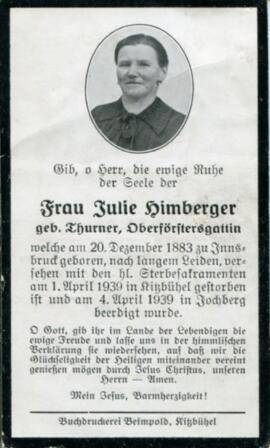 Gib, o Herr, die ewige Ruhe
der Seele der
Frau Julie Himberger
geb. Thurner, Oberförstersgattin
welche am 20. Dezember 1883 zu Inns-
bruck geboren, nach langem Leiden, ver-
sehen mit den hl. Sterbesakramenten
am 1. April 1939 in Kitzbühel gestorben
ist und am 4. April 1939 in Jochberg
beerdigt wurde.
O Gott, gib ihr im Lande der Lebendigen die
ewige Freude und lasse uns in der himmlischen
Verklärung sie wiedersehen, auf daß wir die
Glückseligkeit der Heiligen miteinander vereint
genießen mögen durch Jesus Christus, unseren
Herrn — Amen.
Mein Jesus, Barmherzigkeit!
Buchdruckerei Beimpold, Kitzbühel